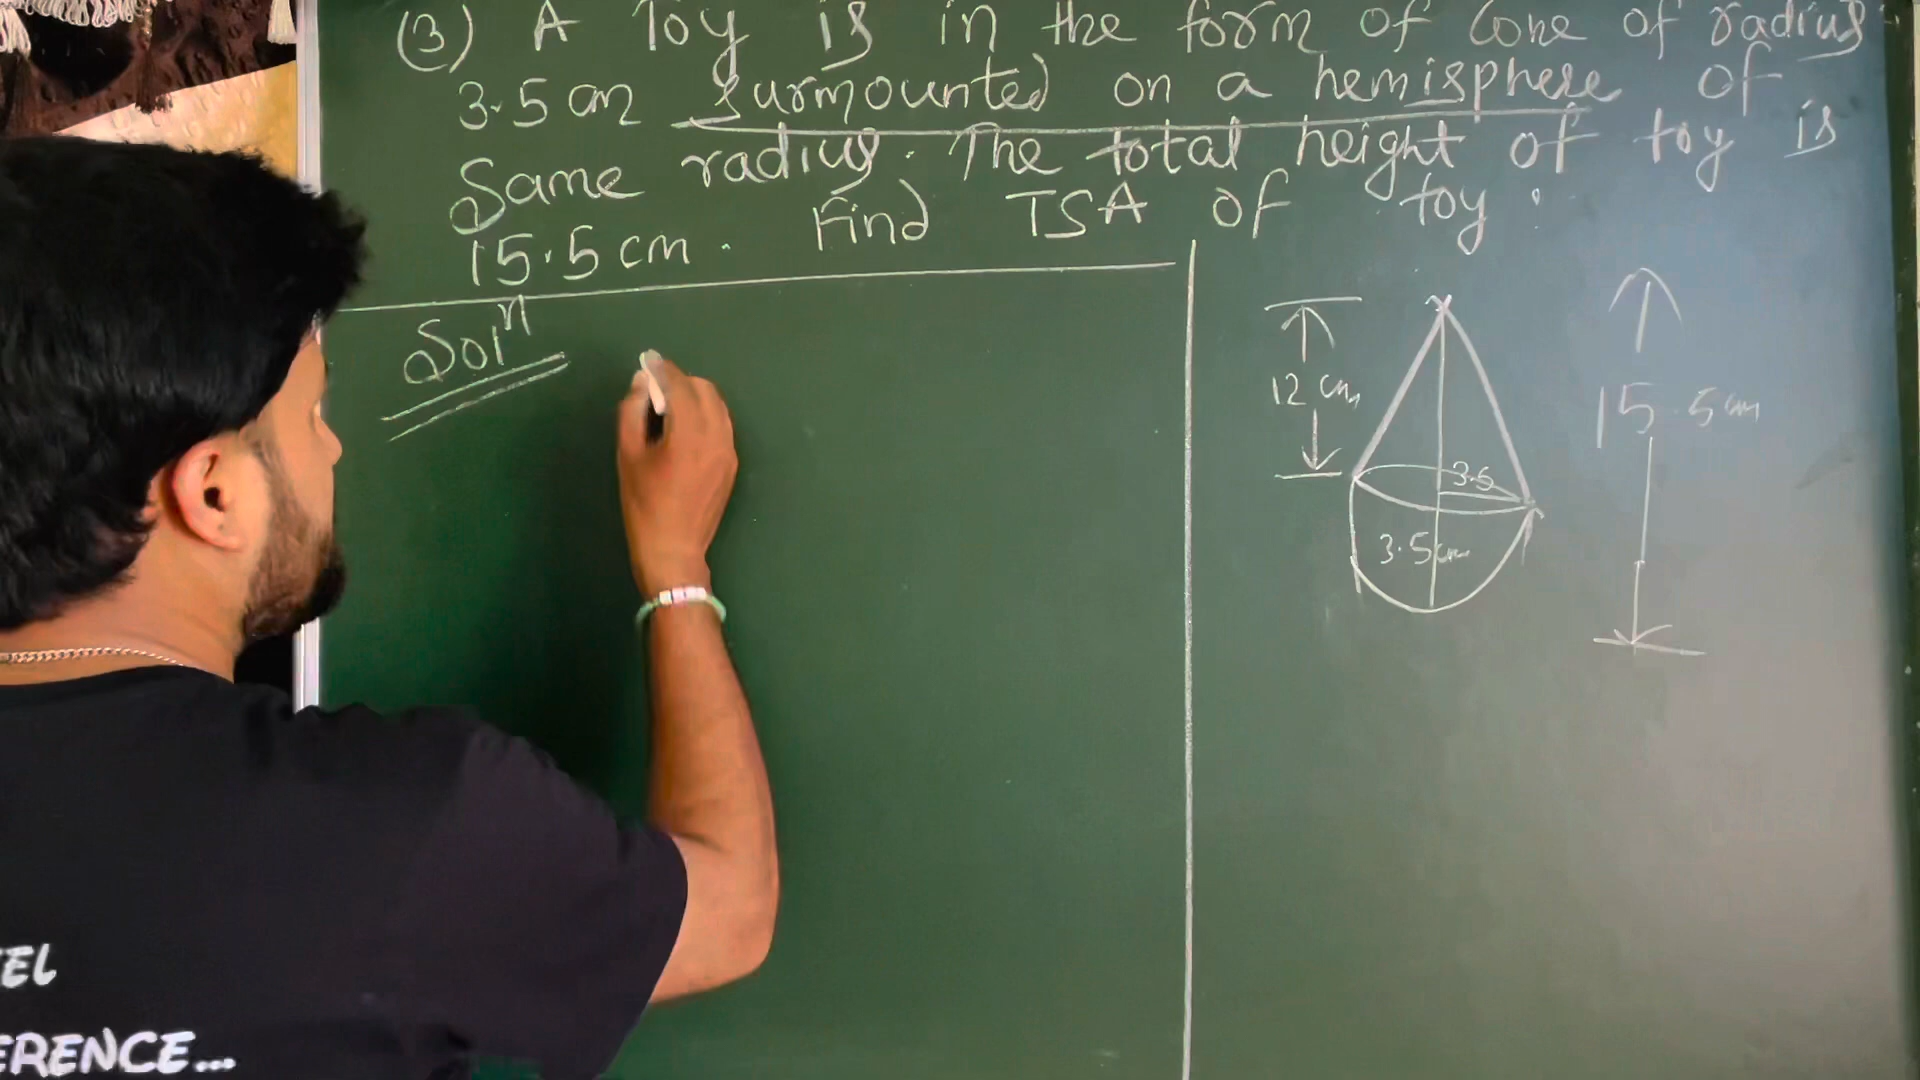 (3) A Toy is in the form of Cone of radius
3.5 cm surmounted on a hemisphere of
Same radius. The total height of toy is
15.5 cm. Find TSA of toy.
Solⁿ
12 cm
15.5 cm
3.5
3.5 cm
ERENCE...